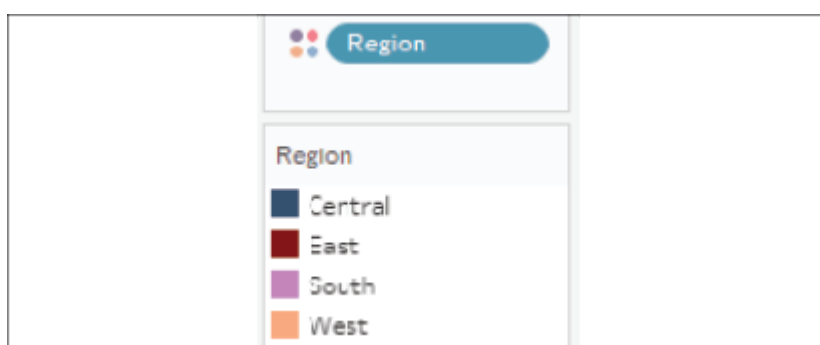 Region
Region
Central
East
South
West